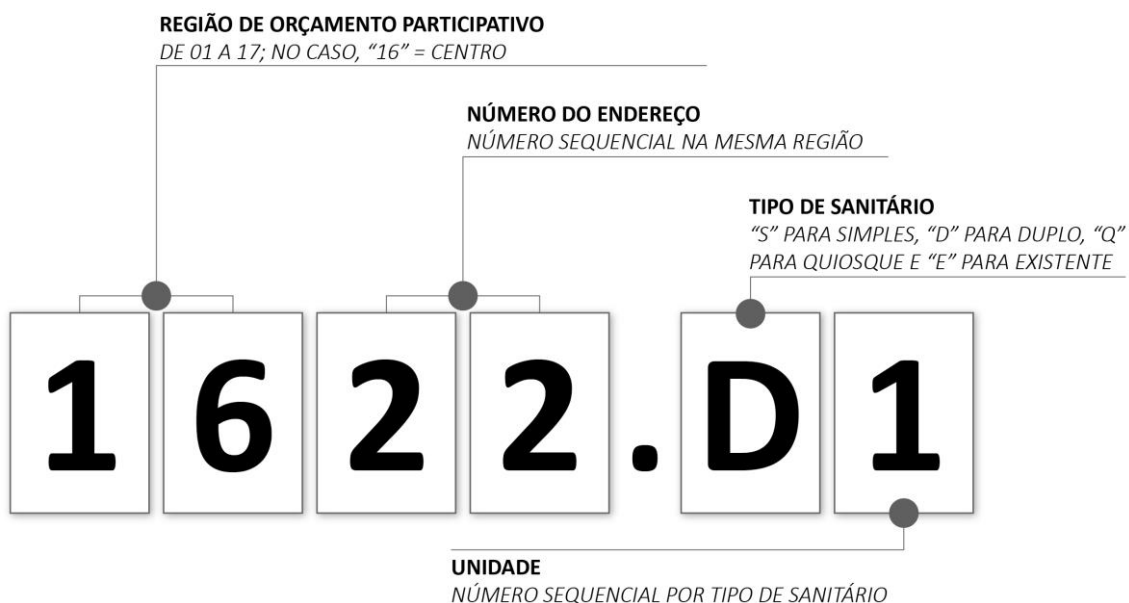 REGIÃO DE ORÇAMENTO PARTICIPATIVO
DE 01 A 17; NO CASO, “16” = CENTRO
NÚMERO DO ENDEREÇO
NÚMERO SEQUENCIAL NA MESMA REGIÃO
TIPO DE SANITÁRIO
“S” PARA SIMPLES, “D” PARA DUPLO, “Q”
PARA QUIOSQUE E “E” PARA EXISTENTE
1622.D1
UNIDADE
NÚMERO SEQUENCIAL POR TIPO DE SANITÁRIO